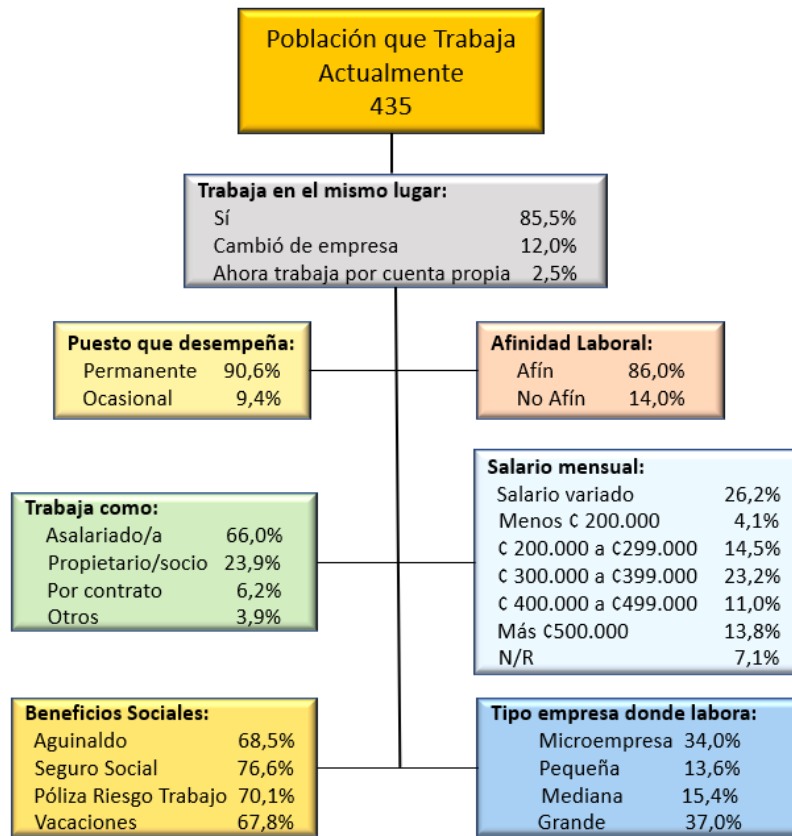 Población que Trabaja
Actualmente
435
Trabaja en el mismo lugar:
Sí 85,5%
Cambió de empresa 12,0%
Ahora trabaja por cuenta propia 2,5%
Puesto que desempeña:
Permanente 90,6%
Ocasional 9,4%
Afinidad Laboral:
Afín 86,0%
No Afín 14,0%
Trabaja como:
Asalariado/a 66,0%
Propietario/socio 23,9%
Por contrato 6,2%
Otros 3,9%
Salario mensual:
Salario variado 26,2%
Menos ₵ 200.000 4,1%
₵ 200.000 a ₵299.000 14,5%
₵ 300.000 a ₵399.000 23,2%
₵ 400.000 a ₵499.000 11,0%
Más ₵500.000 13,8%
N/R 7,1%
Beneficios Sociales:
Aguinaldo 68,5%
Seguro Social 76,6%
Póliza Riesgo Trabajo 70,1%
Vacaciones 67,8%
Tipo empresa donde labora:
Microempresa 34,0%
Pequeña 13,6%
Mediana 15,4%
Grande 37,0%